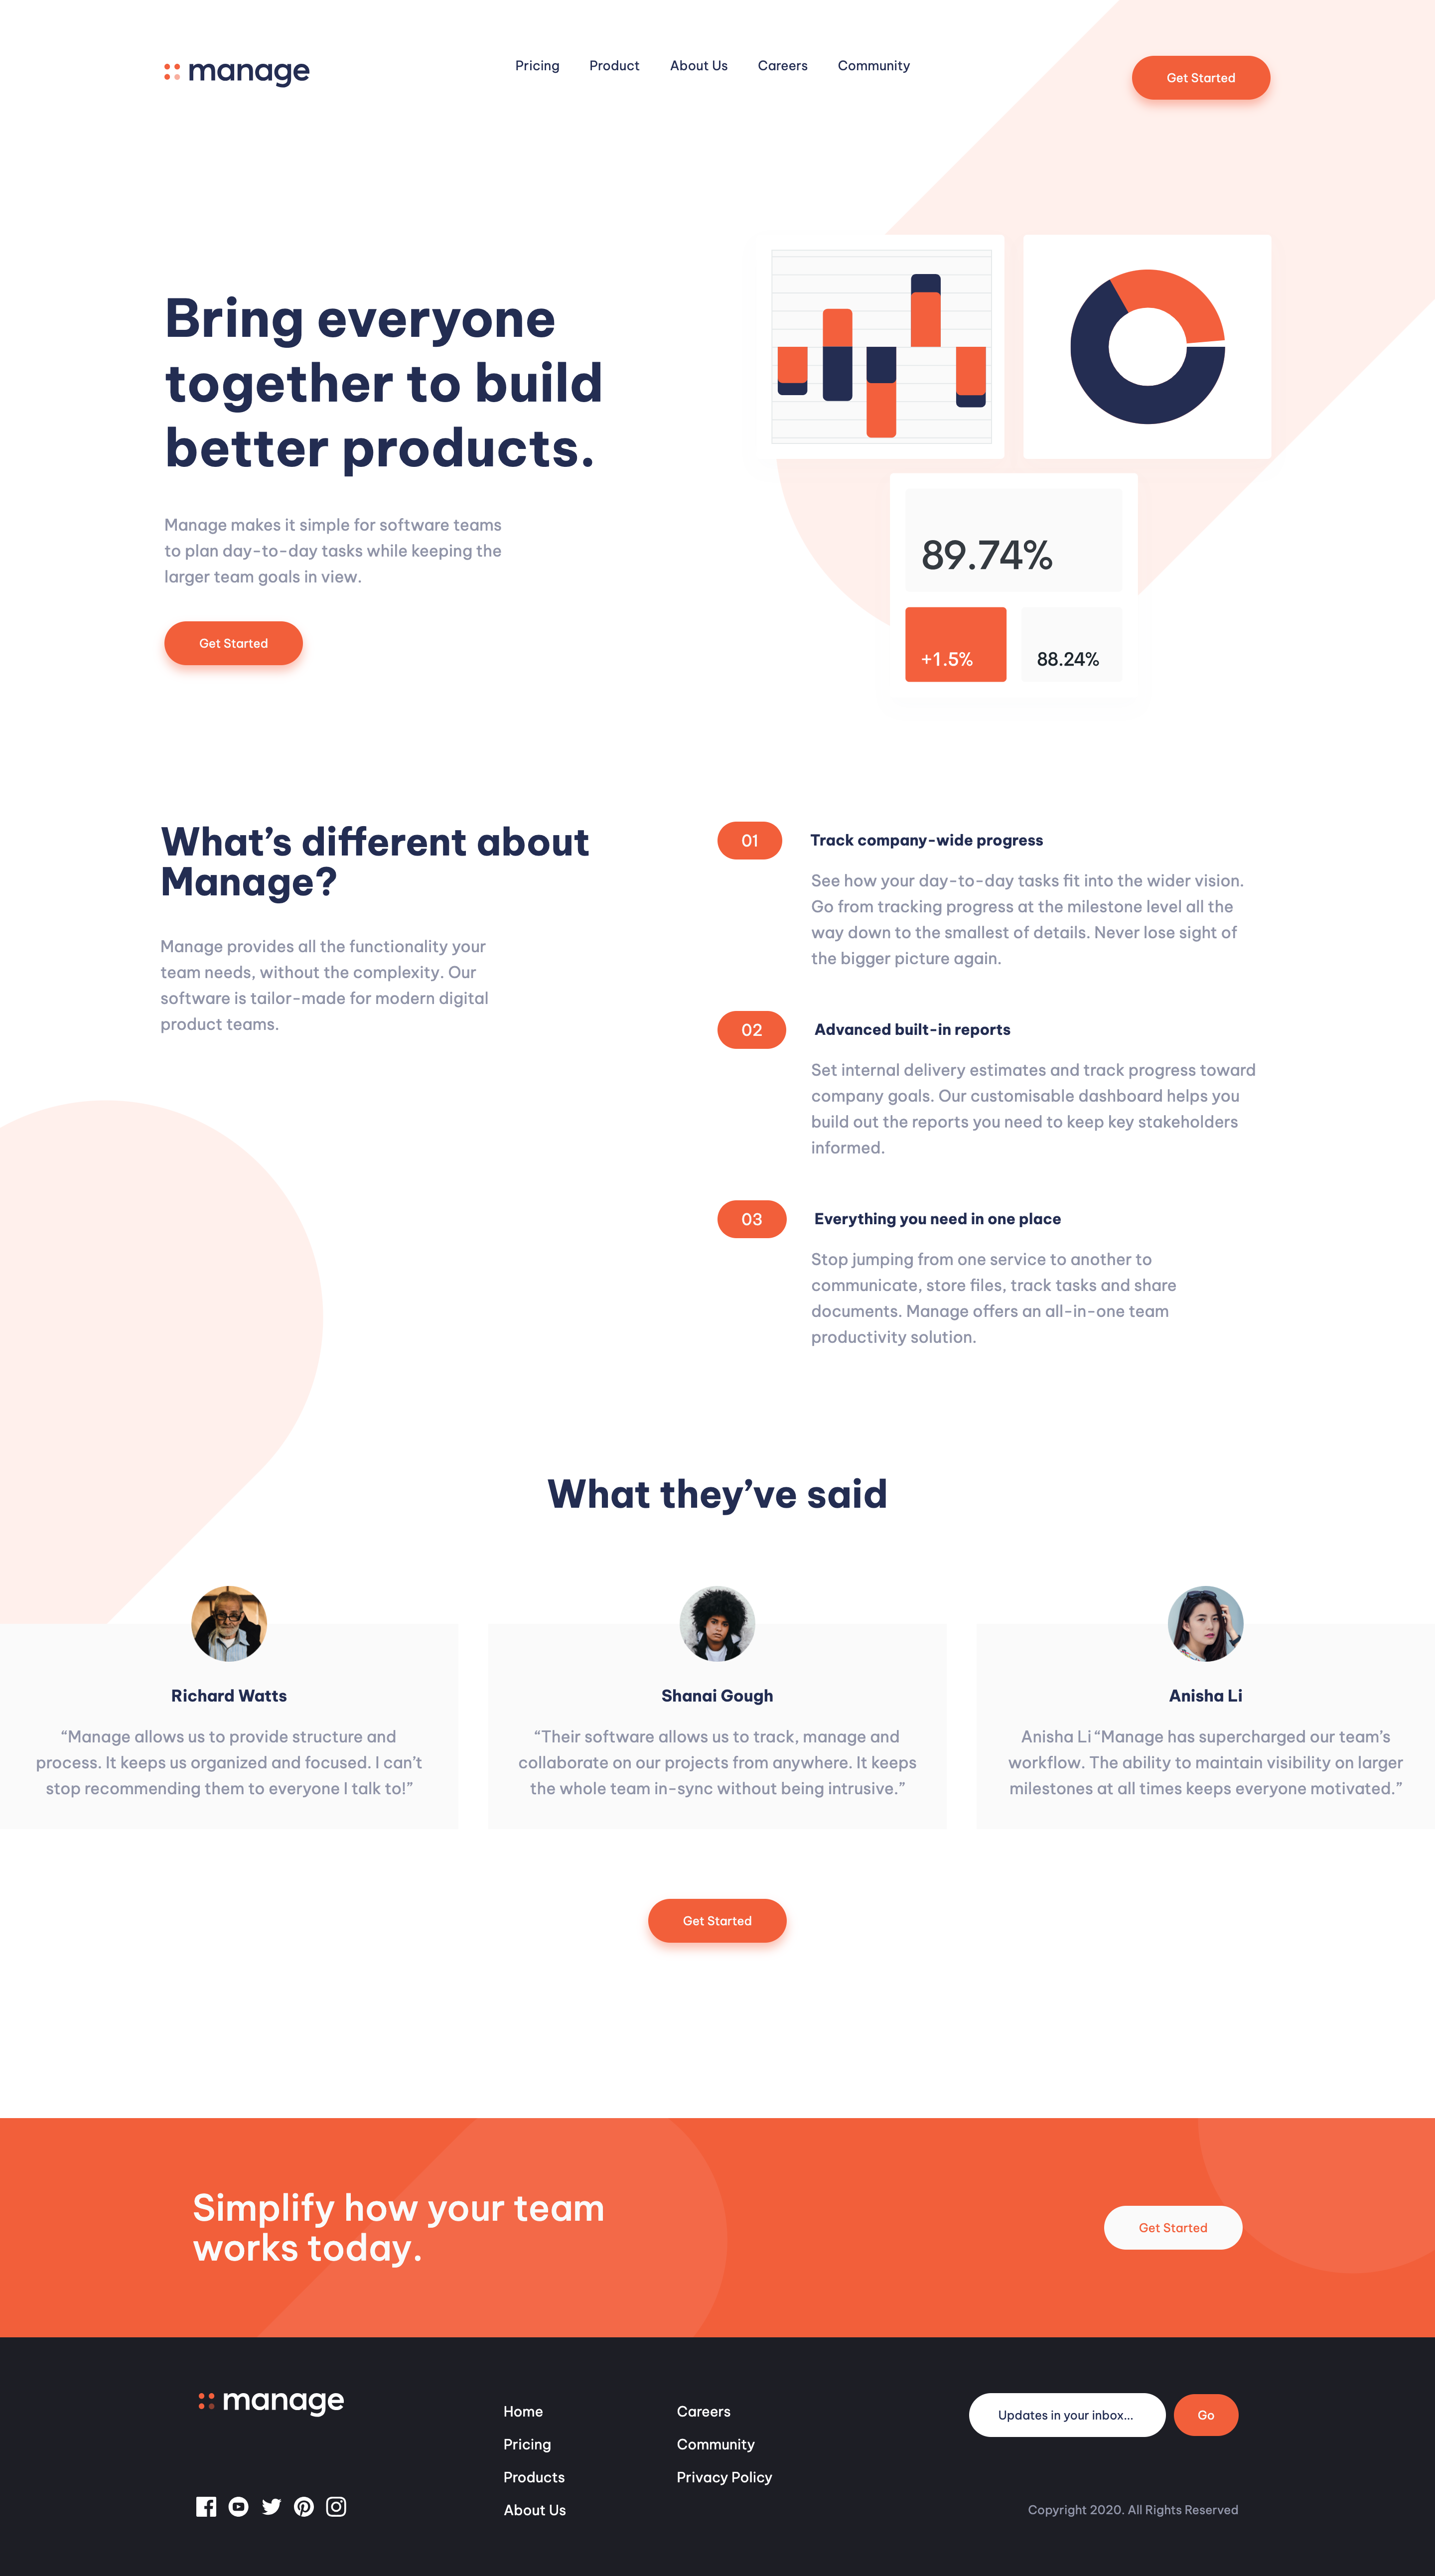 manage
Pricing
Product
About Us
Careers
Community
Get Started
Bring everyone
together to build
better products.
Manage makes it simple for software teams
to plan day-to-day tasks while keeping the
larger team goals in view.
Get Started
89.74%
+1.5%
88.24%
What’s different about
Manage?
Manage provides all the functionality your
team needs, without the complexity. Our
software is tailor-made for modern digital
product teams.
01
Track company-wide progress
See how your day-to-day tasks fit into the wider vision.
Go from tracking progress at the milestone level all the
way down to the smallest of details. Never lose sight of
the bigger picture again.
02
Advanced built-in reports
Set internal delivery estimates and track progress toward
company goals. Our customisable dashboard helps you
build out the reports you need to keep key stakeholders
informed.
03
Everything you need in one place
Stop jumping from one service to another to
communicate, store files, track tasks and share
documents. Manage offers an all-in-one team
productivity solution.
What they’ve said
Richard Watts
“Manage allows us to provide structure and
process. It keeps us organized and focused. I can’t
stop recommending them to everyone I talk to!”
Shanai Gough
“Their software allows us to track, manage and
collaborate on our projects from anywhere. It keeps
the whole team in-sync without being intrusive.”
Anisha Li
Anisha Li “Manage has supercharged our team’s
workflow. The ability to maintain visibility on larger
milestones at all times keeps everyone motivated.”
Get Started
Simplify how your team
works today.
Get Started
manage
Home
Pricing
Products
About Us
Careers
Community
Privacy Policy
Updates in your inbox...
Go
Copyright 2020. All Rights Reserved